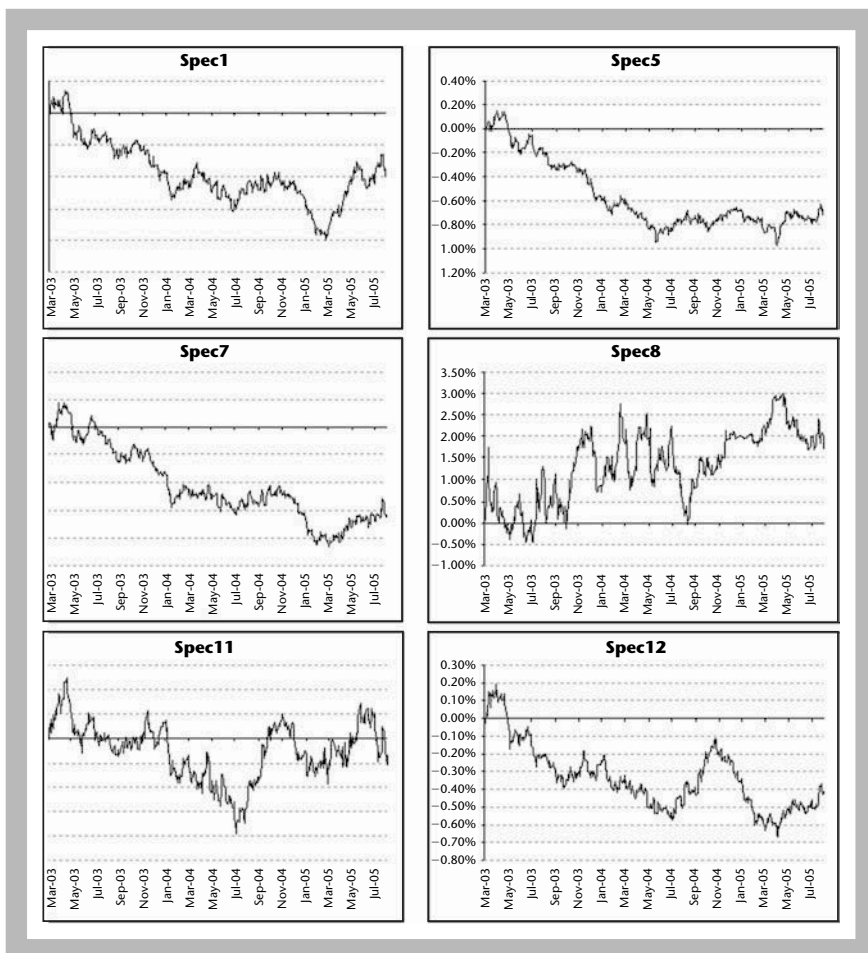 Spec1
Mar-03
May-03
Jul-03
Sep-03
Nov-03
Jan-04
Mar-04
May-04
Jul-04
Sep-04
Nov-04
Jan-05
Mar-05
May-05
Jul-05
Spec5
0.40%
0.20%
0.00%
−0.20%
−0.40%
−0.60%
−0.80%
1.00%
1.20%
Mar-03
May-03
Jul-03
Sep-03
Nov-03
Jan-04
Mar-04
May-04
Jul-04
Sep-04
Nov-04
Jan-05
Mar-05
May-05
Jul-05
Spec7
Mar-03
May-03
Jul-03
Sep-03
Nov-03
Jan-04
Mar-04
May-04
Jul-04
Sep-04
Nov-04
Jan-05
Mar-05
May-05
Jul-05
Spec8
3.50%
3.00%
2.50%
2.00%
1.50%
1.00%
0.50%
0.00%
−0.50%
−1.00%
Mar-03
May-03
Jul-03
Sep-03
Nov-03
Jan-04
Mar-04
May-04
Jul-04
Sep-04
Nov-04
Jan-05
Mar-05
May-05
Jul-05
Spec11
Mar-03
May-03
Jul-03
Sep-03
Nov-03
Jan-04
Mar-04
May-04
Jul-04
Sep-04
Nov-04
Jan-05
Mar-05
May-05
Jul-05
Spec12
0.30%
0.20%
0.10%
0.00%
−0.20%
−0.30%
−0.40%
−0.50%
−0.60%
−0.80%
Mar-03
May-03
Jul-03
Sep-03
Nov-03
Jan-04
Mar-04
May-04
Jul-04
Sep-04
Nov-04
Jan-05
Mar-05
May-05
Jul-05